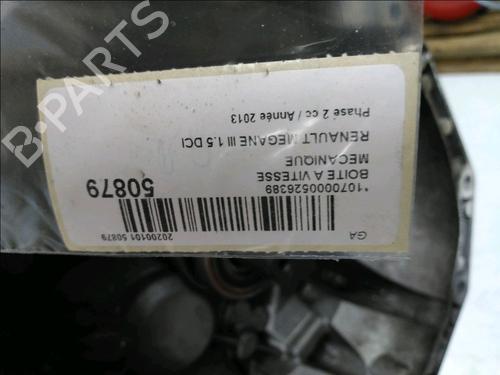 GA
20200101 50879
*1070000526389
BOITE A VITESSE
MECANIQUE
50879
RENAULT MEGANE III 1.5 DCI
Phase 2 cc / Année 2013
B-PARTS